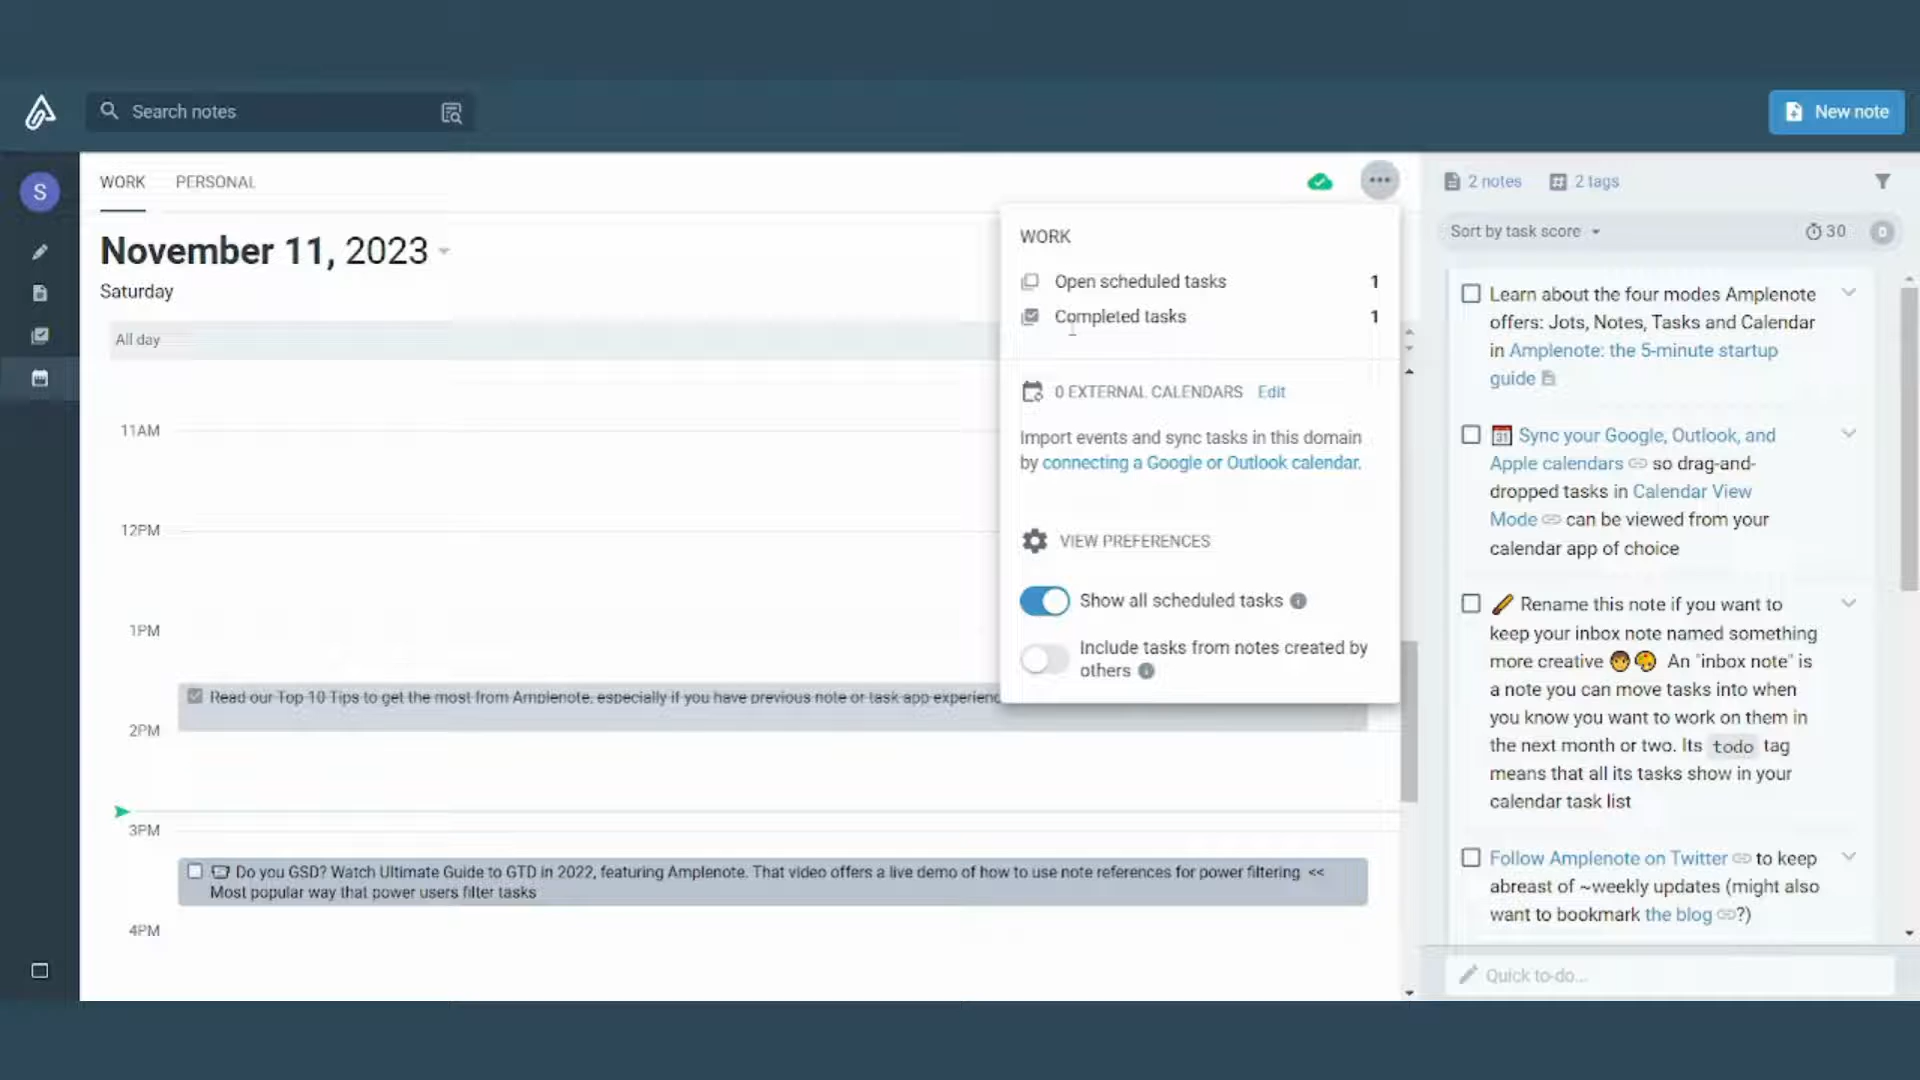 Search notes
New note
S
WORK PERSONAL
November 11, 2023
Saturday
All day
11AM
12PM
1PM
Read our Top 10 Tips to get the most from Amplenote, especially if you have previous note or task app
2PM
3PM
Do you GSD? Watch Ultimate Guide to GTD in 2022, featuring Amplenote. That video offers a live demo of how to use note references for power filtering <<
Most popular way that power users filter tasks
4PM
WORK
Open scheduled tasks 1
Completed tasks 1
0 EXTERNAL CALENDARS Edit
Import events and sync tasks in this domain
by connecting a Google or Outlook calendar.
VIEW PREFERENCES
Show all scheduled tasks
Include tasks from notes created by
others
2 notes 2 tags
Sort by task score 30 0
Learn about the four modes Amplenote
offers: Jots, Notes, Tasks and Calendar
in Amplenote: the 5-minute startup
guide
31 Sync your Google, Outlook, and
Apple calendars so drag-and-
dropped tasks in Calendar View
Mode can be viewed from your
calendar app of choice
Rename this note if you want to
keep your inbox note named something
more creative An "inbox note" is
a note you can move tasks into when
you know you want to work on them in
the next month or two. Its todo tag
means that all its tasks show in your
calendar task list
Follow Amplenote on Twitter to keep
abreast of ~weekly updates (might also
want to bookmark the blog ?)
Quick to-do...